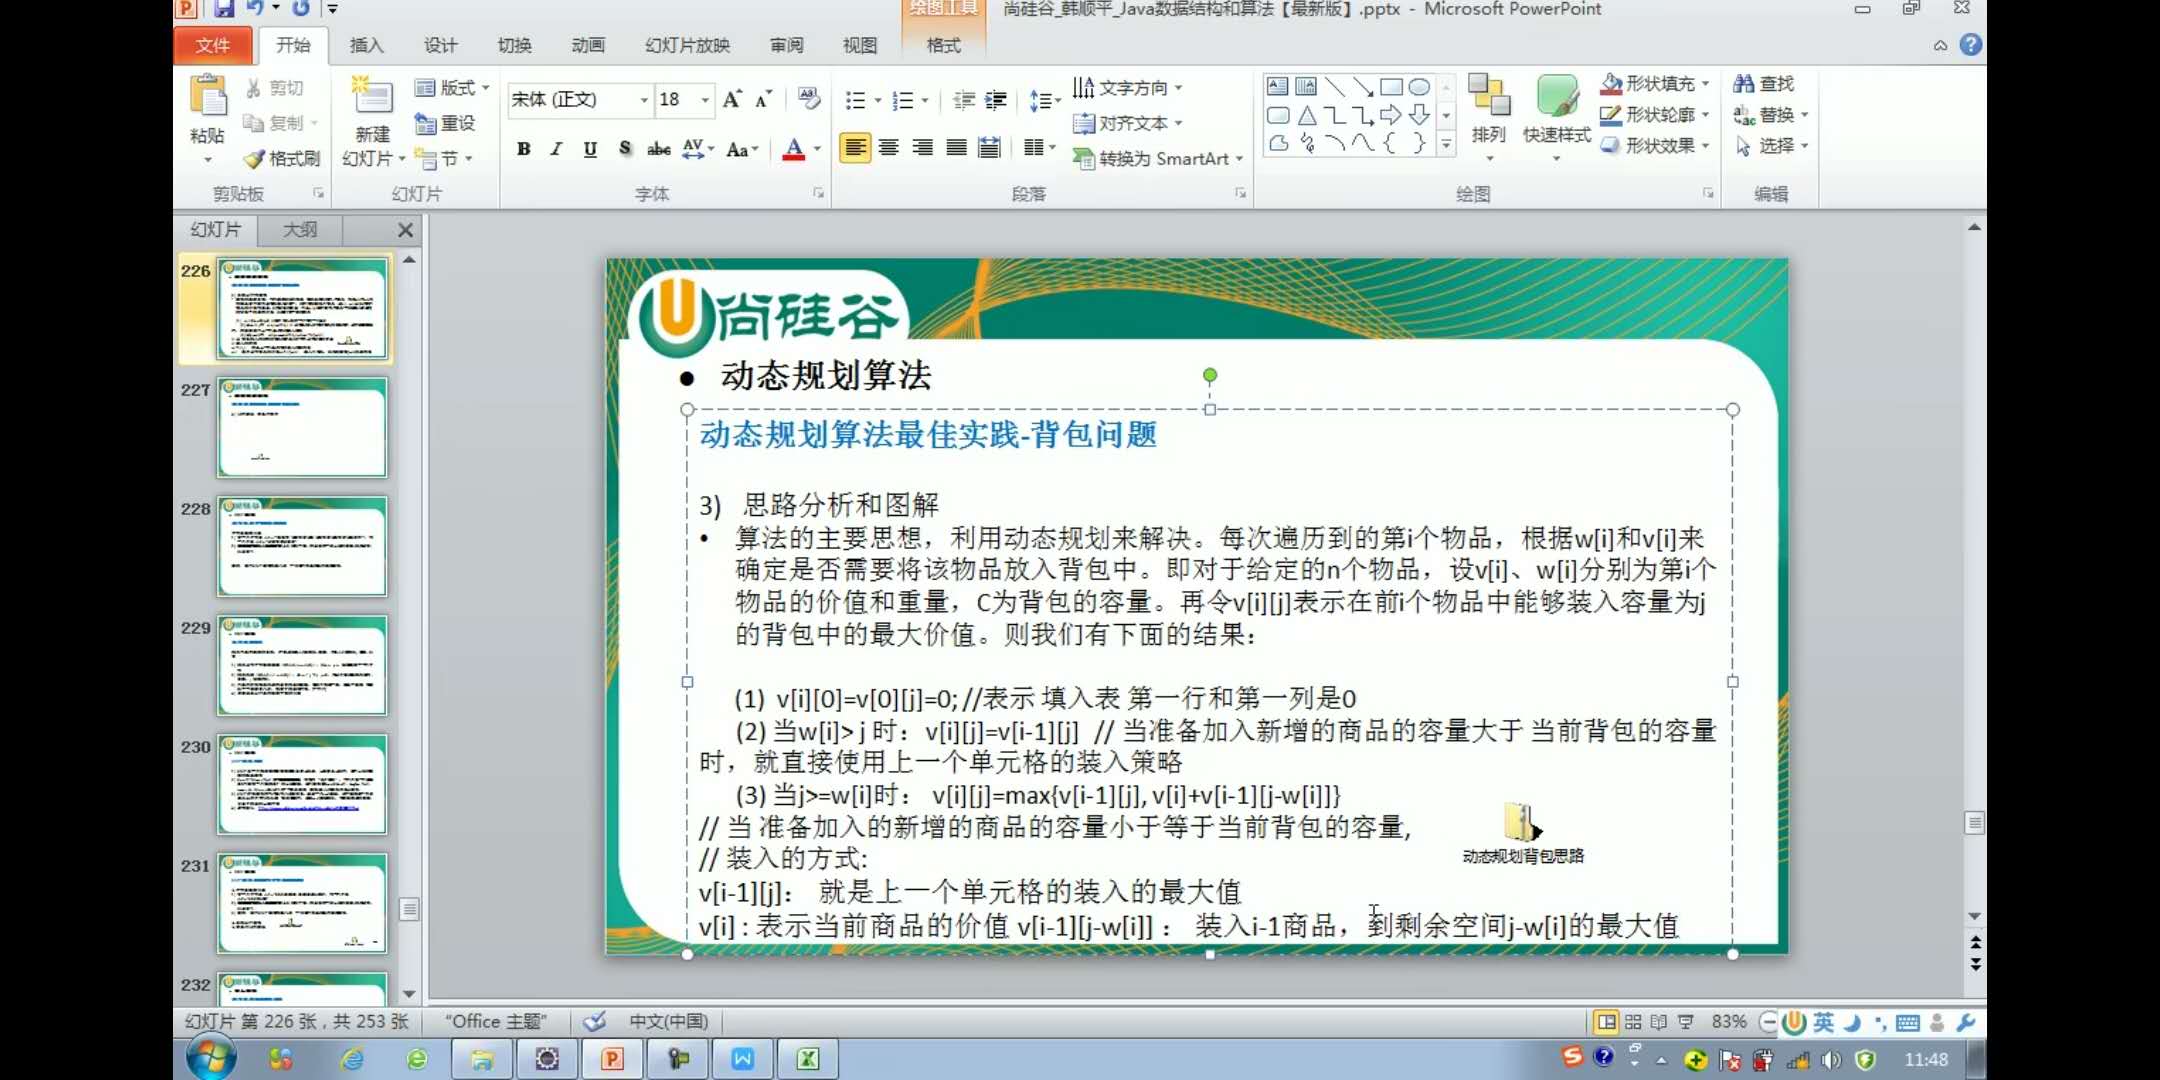 尚硅谷_韩顺平_Java数据结构和算法【最新版】.pptx - Microsoft PowerPoint
绘图工具
文件 开始 插入 设计 切换 动画 幻灯片放映 审阅 视图 格式
粘贴 剪切 复制 格式刷
剪贴板
新建幻灯片 版式 重设 节
幻灯片
宋体 (正文) 18
B I U S abc AV Aa A
字体
文字方向
对齐文本
转换为 SmartArt
段落
排列 快速样式
形状填充
形状轮廓
形状效果
绘图
查找
替换
选择
编辑
幻灯片 大纲
226
227
228
229
230
231
232
尚硅谷
• 动态规划算法
动态规划算法最佳实践-背包问题
3) 思路分析和图解
• 算法的主要思想，利用动态规划来解决。每次遍历到的第i个物品，根据w[i]和v[i]来
确定是否需要将该物品放入背包中。即对于给定的n个物品，设v[i]、w[i]分别为第i个
物品的价值和重量，C为背包的容量。再令v[i][j]表示在前i个物品中能够装入容量为j
的背包中的最大价值。则我们有下面的结果：
(1) v[i][0]=v[0][j]=0; //表示 填入表 第一行和第一列是0
(2) 当w[i]> j 时：v[i][j]=v[i-1][j] // 当准备加入新增的商品的容量大于 当前背包的容量
时，就直接使用上一个单元格的装入策略
(3) 当j>=w[i]时： v[i][j]=max{v[i-1][j], v[i]+v[i-1][j-w[i]]}
// 当 准备加入的新增的商品的容量小于等于当前背包的容量,
// 装入的方式:
v[i-1][j]： 就是上一个单元格的装入的最大值
v[i] : 表示当前商品的价值 v[i-1][j-w[i]] ： 装入i-1商品，到剩余空间j-w[i]的最大值
动态规划背包思路
幻灯片 第 226 张，共 253 张 "Office 主题" 中文(中国) 83% 英
11:48